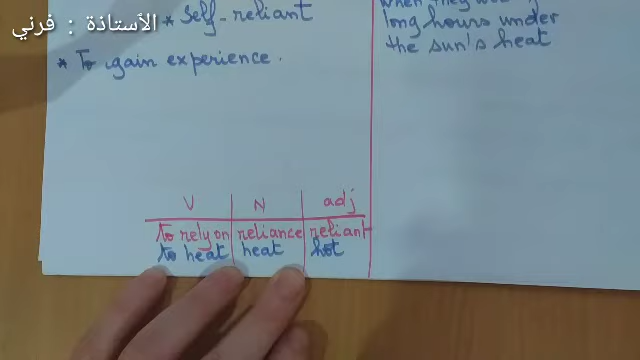 الأستاذة : فرني
* Self-reliant
* To gain experience.
long hours under
the sun's heat
V N adj
to rely on reliance reliant
to heat heat hot